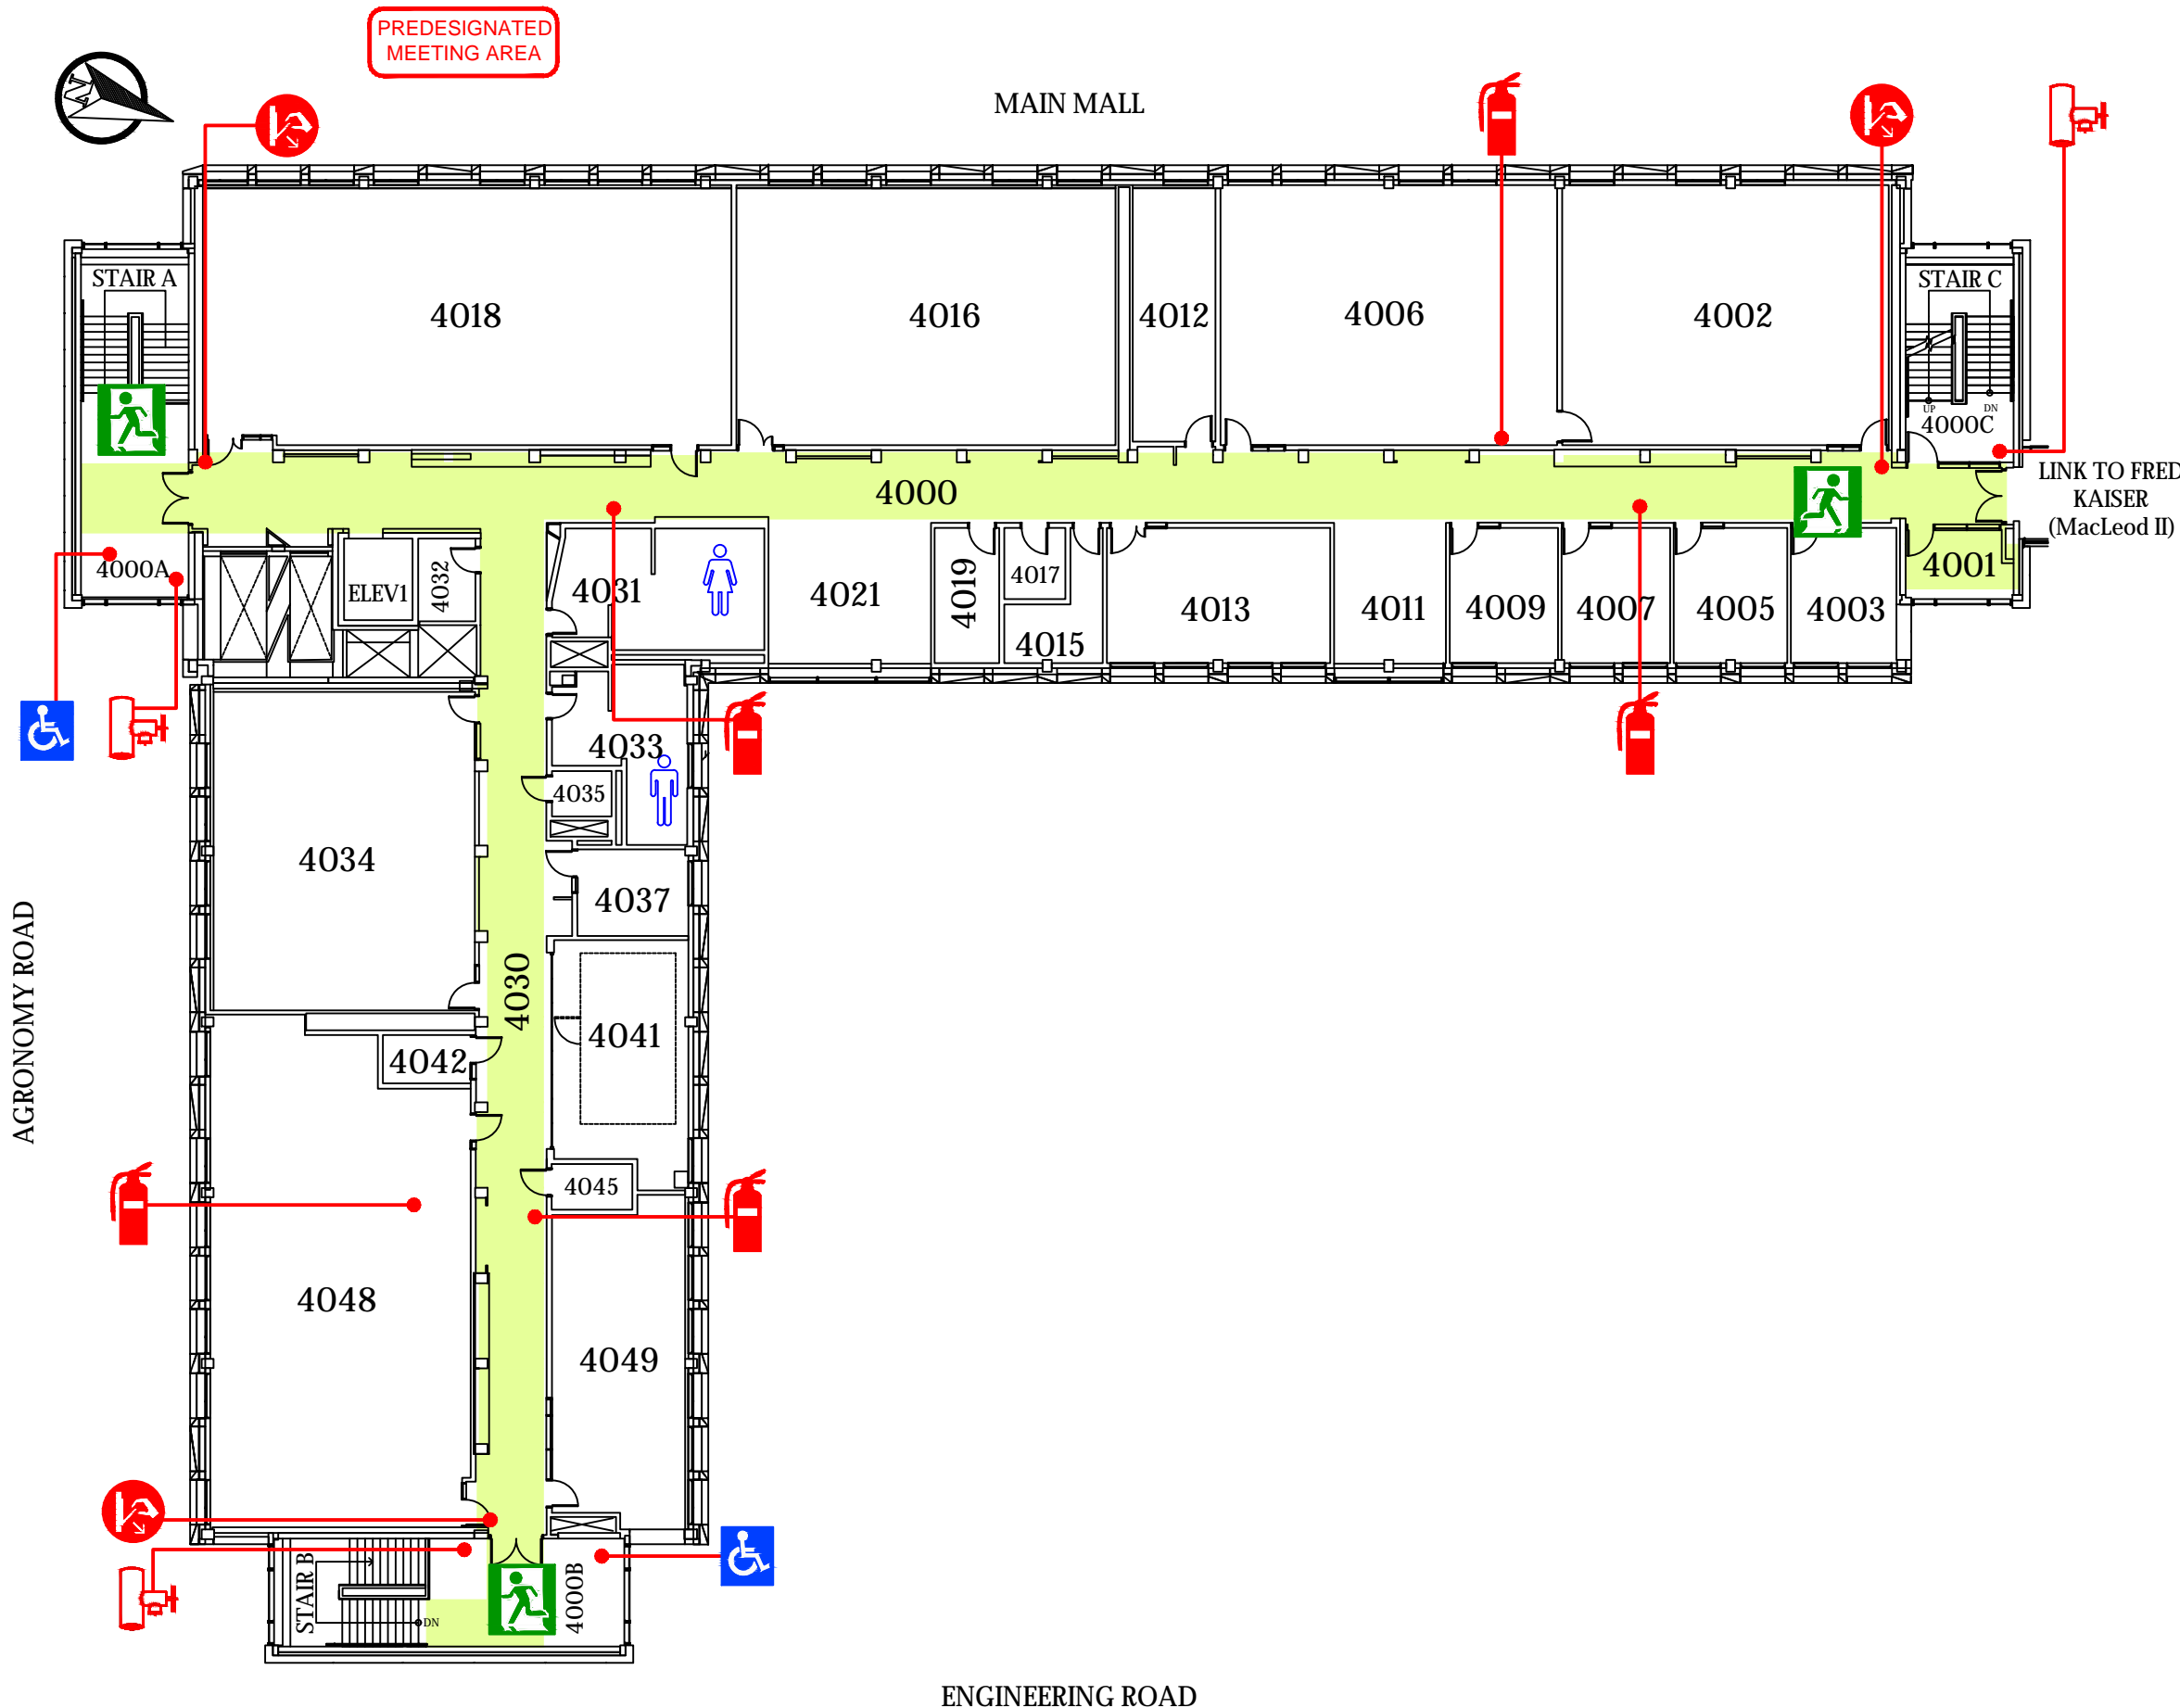 PREDESIGNATED
MEETING AREA
N
MAIN MALL
STAIR A
4018
4016
4012
4006
4002
STAIR C
UP
DN
4000C
LINK TO FRED
KAISER
(MacLeod II)
4000
4000A
ELEV1
4032
4031
4021
4019
4017
4015
4013
4011
4009
4007
4005
4003
4001
4033
4035
4034
4037
4030
4041
4042
AGRONOMY ROAD
4045
4048
4049
STAIR B
DN
4000B
ENGINEERING ROAD